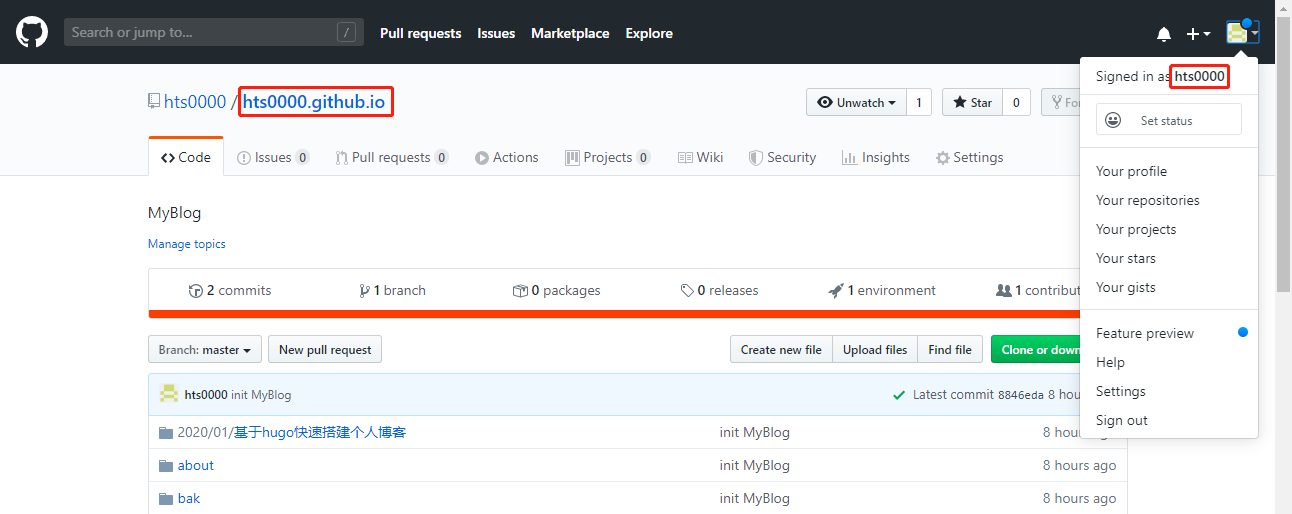 Search or jump to... / Pull requests Issues Marketplace Explore
Signed in as hts0000
hts0000 / hts0000.github.io Unwatch 1 Star 0 For
Set status
Code Issues 0 Pull requests 0 Actions Projects 0 Wiki Security Insights Settings
Your profile
Your repositories
Your projects
Your stars
Your gists
Feature preview
Help
Settings
Sign out
MyBlog
Manage topics
2 commits 1 branch 0 packages 0 releases 1 environment 1 contribut
Branch: master New pull request Create new file Upload files Find file Clone or down
hts0000 init MyBlog Latest commit 8846eda 8 hou
2020/01/基于hugo快速搭建个人博客 init MyBlog 8 hou
about init MyBlog 8 hours ago
bak init MyBlog 8 hours ago